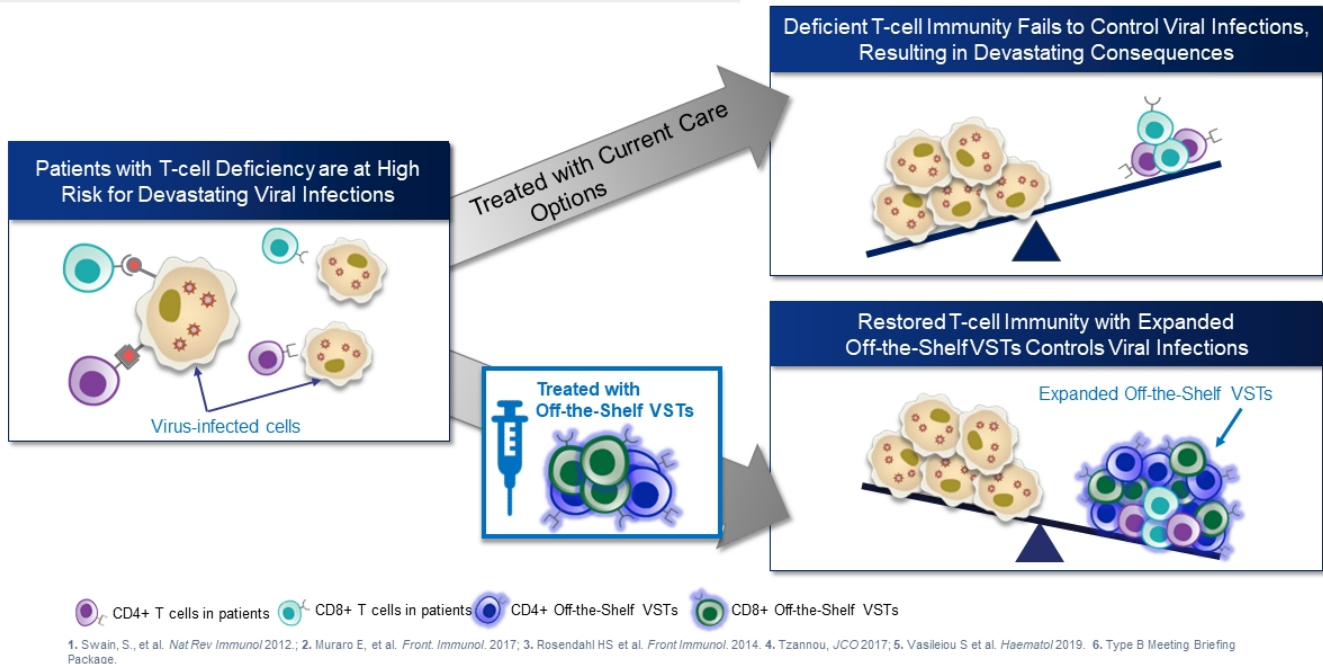 Patients with T-cell Deficiency are at High
Risk for Devastating Viral Infections
Virus-infected cells
Treated with Current Care
Options
Treated with
Off-the-Shelf VSTs
Deficient T-cell Immunity Fails to Control Viral Infections,
Resulting in Devastating Consequences
Restored T-cell Immunity with Expanded
Off-the-Shelf VSTs Controls Viral Infections
Expanded Off-the-Shelf VSTs
CD4+ T cells in patients
CD8+ T cells in patients
CD4+ Off-the-Shelf VSTs
CD8+ Off-the-Shelf VSTs
1. Swain, S., et al. Nat Rev Immunol 2012.; 2. Muraro E, et al. Front. Immunol. 2017; 3. Rosendahl HS et al. Front Immunol. 2014. 4. Tzannou, JCO 2017; 5. Vasileiou S et al. Haematol 2019. 6. Type B Meeting Briefing
Package.